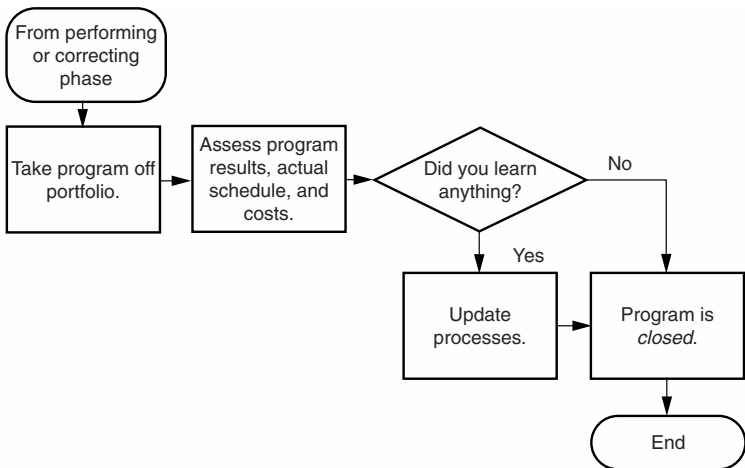 From performing
or correcting
phase
Take program off
portfolio.
Assess program
results, actual
schedule, and
costs.
Did you learn
anything?
No
Yes
Update
processes.
Program is
closed.
End